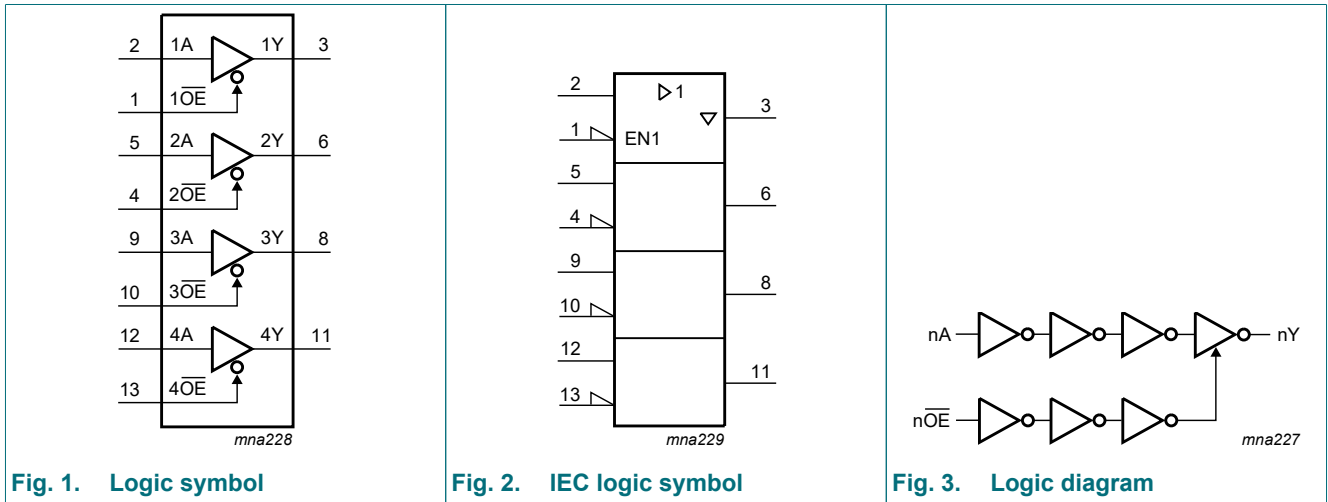 2 1A 1Y 3
1 1OE
5 2A 2Y 6
4 2OE
9 3A 3Y 8
10 3OE
12 4A 4Y 11
13 4OE
mna228
Fig. 1. Logic symbol
2 1 3
1 EN1
5
6
4
9
8
10
12
11
13
mna229
Fig. 2. IEC logic symbol
nA nY
nOE
mna227
Fig. 3. Logic diagram